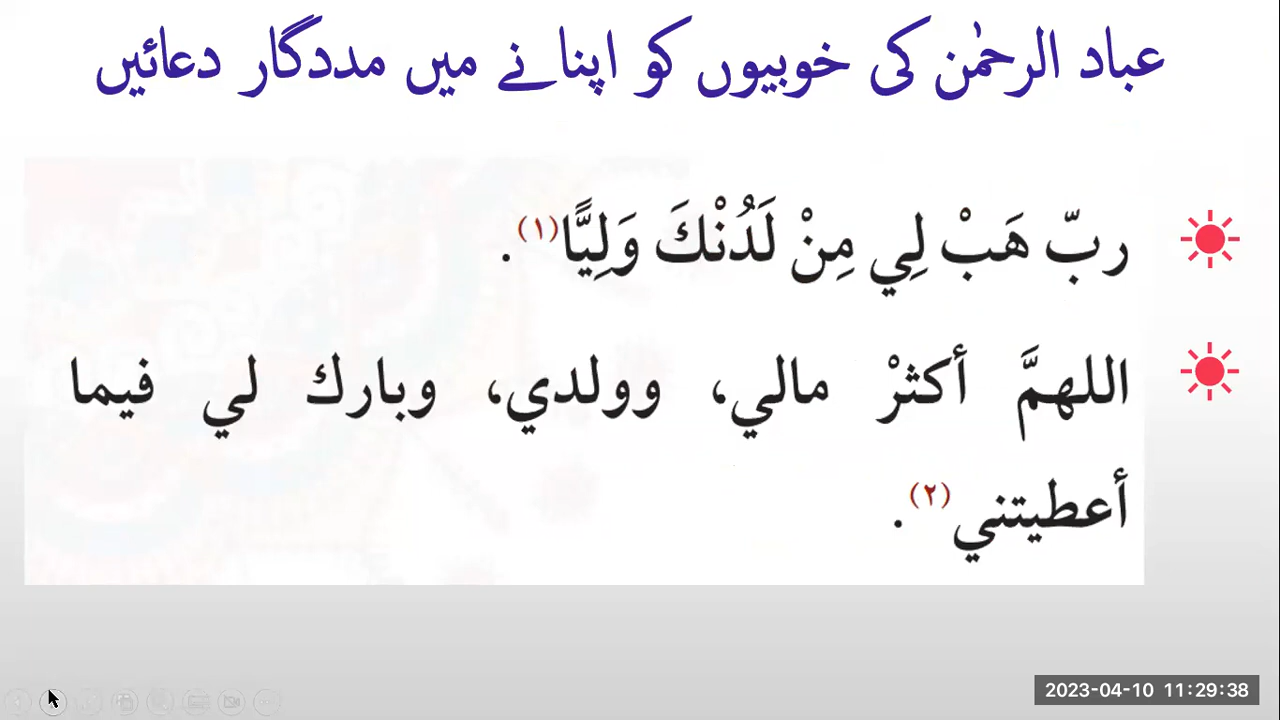 عباد الرحمٰن کی خوبیوں کو اپنانے میں مددگار دعائیں
ربّ هَبْ لِي مِنْ لَدُنْكَ وَلِيًّا(١).
اللهمَّ أكثرْ مالي، وولدي، وبارك لي فيما
أعطيتني(٢).
2023-04-10 11:29:38